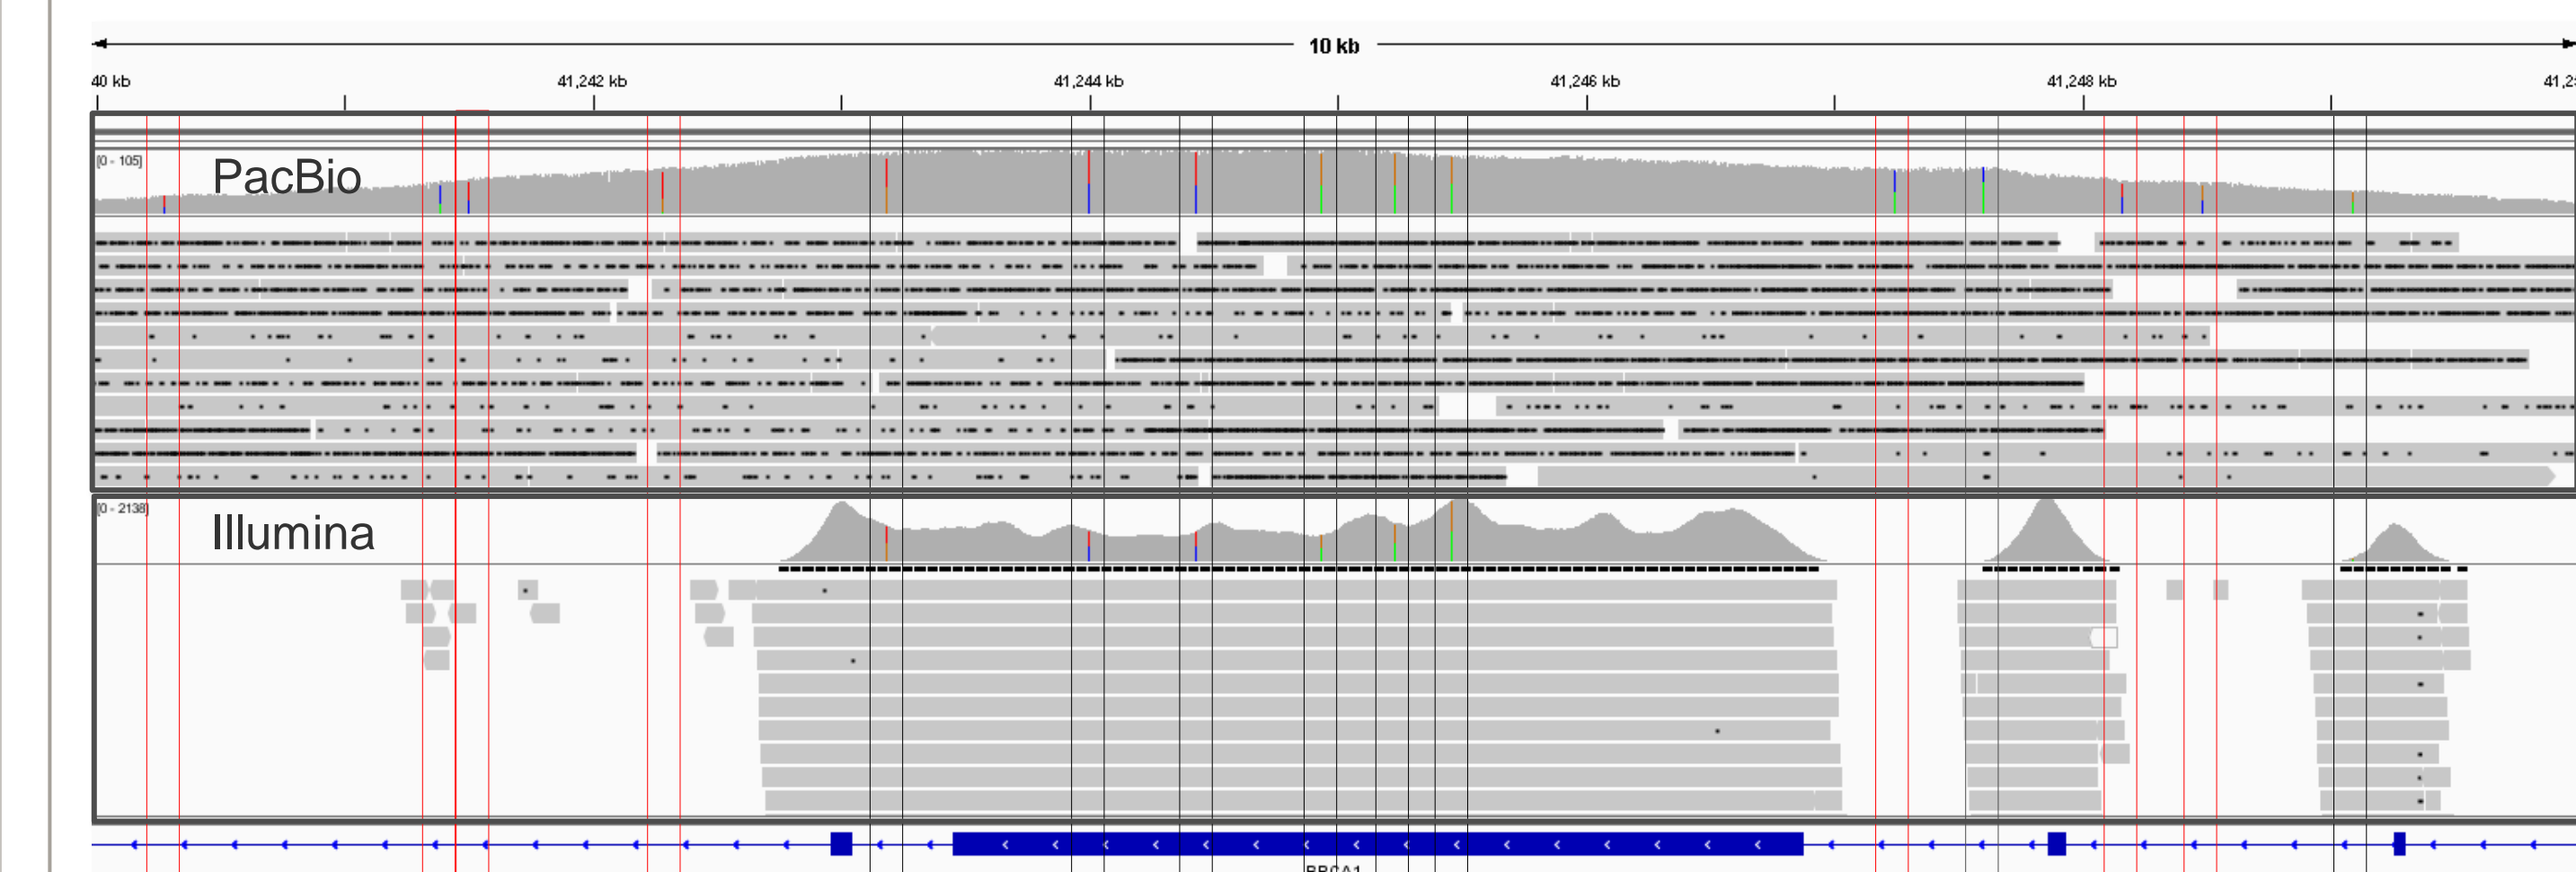 10 kb
40 kb 41,242 kb 41,244 kb 41,246 kb 41,248 kb
[0 - 105]
PacBio
[0 - 2138]
Illumina
BRCA1